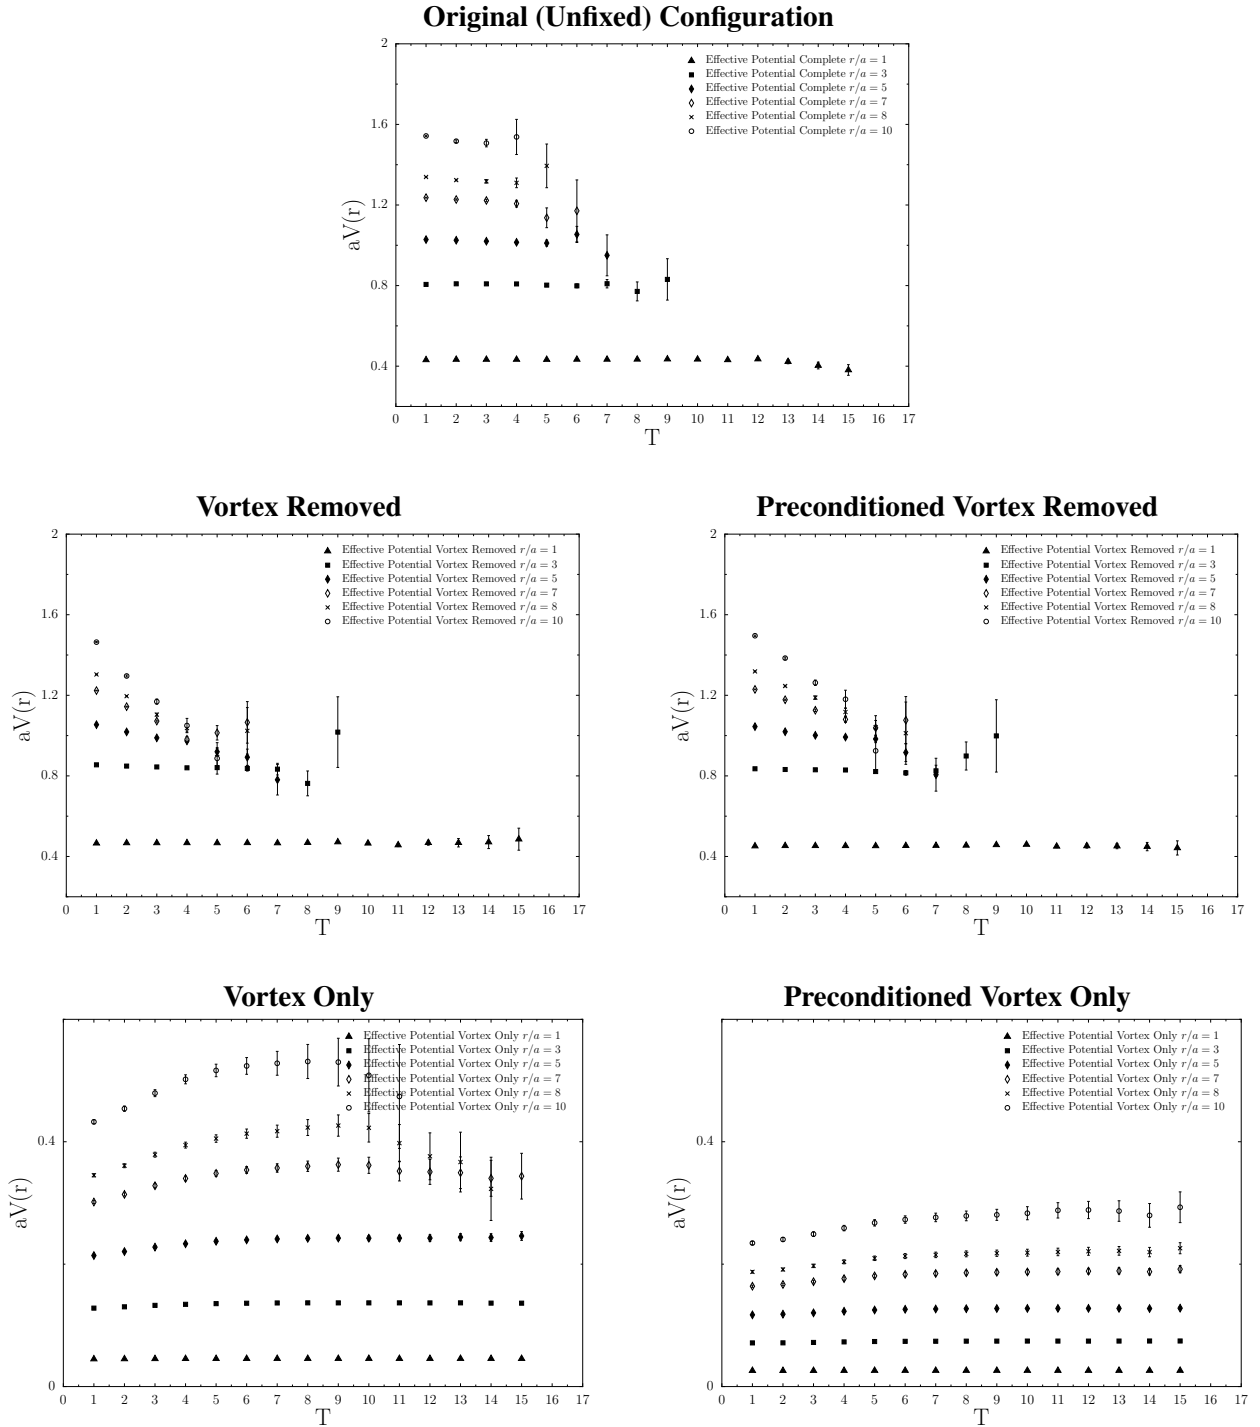 Original (Unfixed) Configuration
2
1.6
1.2
0.8
0.4
aV(r)
Effective Potential Complete r/a = 1
Effective Potential Complete r/a = 3
Effective Potential Complete r/a = 5
Effective Potential Complete r/a = 7
Effective Potential Complete r/a = 8
Effective Potential Complete r/a = 10
0 1 2 3 4 5 6 7 8 9 10 11 12 13 14 15 16 17
T
Vortex Removed
2
1.6
1.2
0.8
0.4
aV(r)
Effective Potential Vortex Removed r/a = 1
Effective Potential Vortex Removed r/a = 3
Effective Potential Vortex Removed r/a = 5
Effective Potential Vortex Removed r/a = 7
Effective Potential Vortex Removed r/a = 8
Effective Potential Vortex Removed r/a = 10
0 1 2 3 4 5 6 7 8 9 10 11 12 13 14 15 16 17
T
Preconditioned Vortex Removed
2
1.6
1.2
0.8
0.4
aV(r)
Effective Potential Vortex Removed r/a = 1
Effective Potential Vortex Removed r/a = 3
Effective Potential Vortex Removed r/a = 5
Effective Potential Vortex Removed r/a = 7
Effective Potential Vortex Removed r/a = 8
Effective Potential Vortex Removed r/a = 10
0 1 2 3 4 5 6 7 8 9 10 11 12 13 14 15 16 17
T
Vortex Only
0.4
0
aV(r)
Effective Potential Vortex Only r/a = 1
Effective Potential Vortex Only r/a = 3
Effective Potential Vortex Only r/a = 5
Effective Potential Vortex Only r/a = 7
Effective Potential Vortex Only r/a = 8
Effective Potential Vortex Only r/a = 10
0 1 2 3 4 5 6 7 8 9 10 11 12 13 14 15 16 17
T
Preconditioned Vortex Only
0.4
0
aV(r)
Effective Potential Vortex Only r/a = 1
Effective Potential Vortex Only r/a = 3
Effective Potential Vortex Only r/a = 5
Effective Potential Vortex Only r/a = 7
Effective Potential Vortex Only r/a = 8
Effective Potential Vortex Only r/a = 10
0 1 2 3 4 5 6 7 8 9 10 11 12 13 14 15 16 17
T